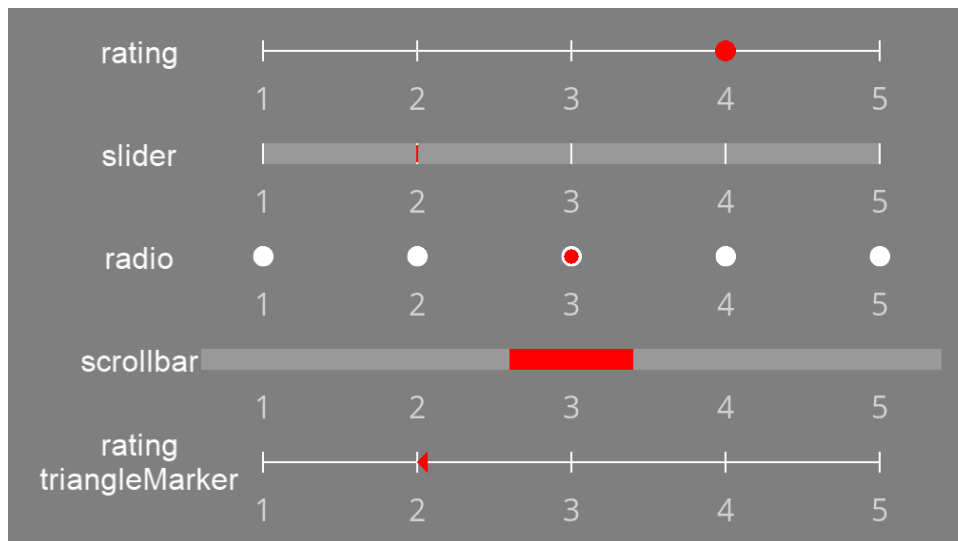 rating
1 2 3 4 5
slider
1 2 3 4 5
radio
1 2 3 4 5
scrollbar
1 2 3 4 5
rating
triangleMarker
1 2 3 4 5